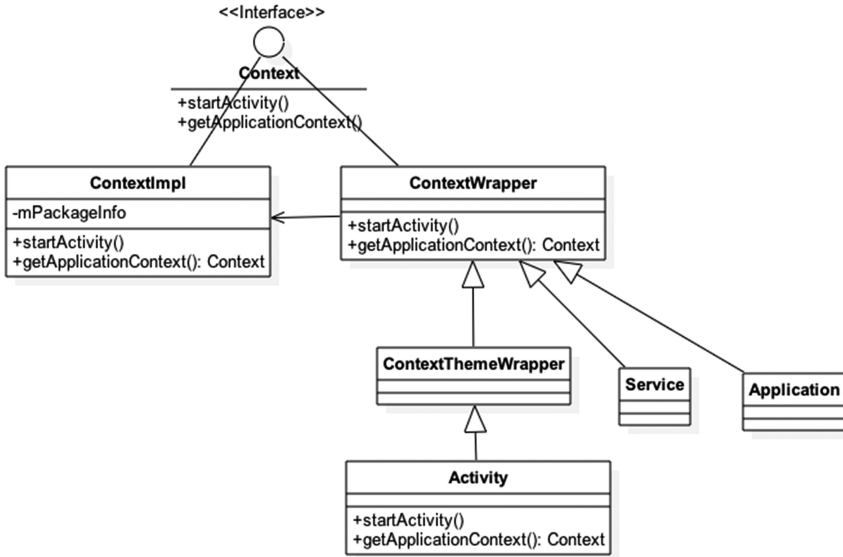 <<Interface>>
Context
+startActivity()
+getApplicationContext()
ContextImpl
-mPackageInfo
+startActivity()
+getApplicationContext(): Context
ContextWrapper
+startActivity()
+getApplicationContext(): Context
ContextThemeWrapper
Service
Application
Activity
+startActivity()
+getApplicationContext(): Context